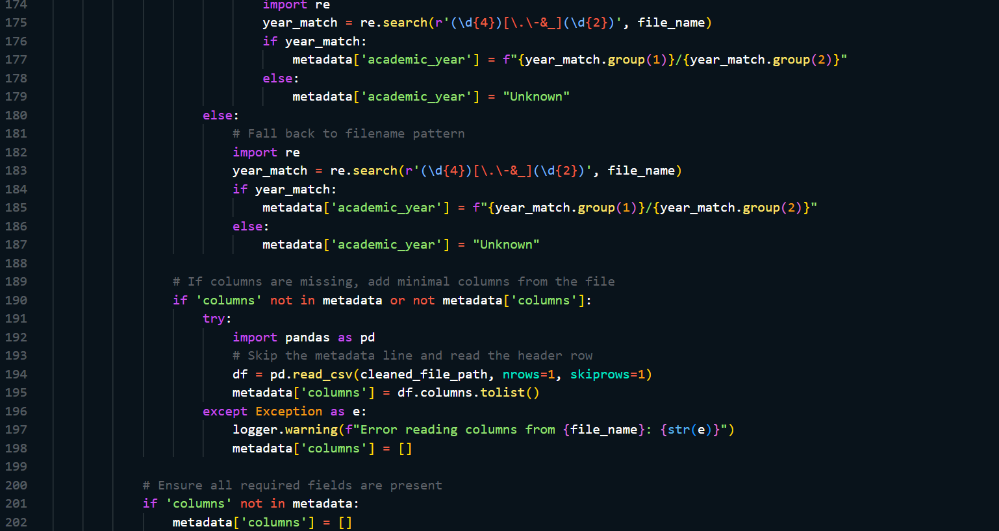 174 import re
175 year_match = re.search(r'(\d{4})[\.\-&_](\d{2})', file_name)
176 if year_match:
177 metadata['academic_year'] = f"{year_match.group(1)}/{year_match.group(2)}"
178 else:
179 metadata['academic_year'] = "Unknown"
180 else:
181 # Fall back to filename pattern
182 import re
183 year_match = re.search(r'(\d{4})[\.\-&_](\d{2})', file_name)
184 if year_match:
185 metadata['academic_year'] = f"{year_match.group(1)}/{year_match.group(2)}"
186 else:
187 metadata['academic_year'] = "Unknown"
188
189 # If columns are missing, add minimal columns from the file
190 if 'columns' not in metadata or not metadata['columns']:
191 try:
192 import pandas as pd
193 # Skip the metadata line and read the header row
194 df = pd.read_csv(cleaned_file_path, nrows=1, skiprows=1)
195 metadata['columns'] = df.columns.tolist()
196 except Exception as e:
197 logger.warning(f"Error reading columns from {file_name}: {str(e)}")
198 metadata['columns'] = []
199
200 # Ensure all required fields are present
201 if 'columns' not in metadata:
202 metadata['columns'] = []